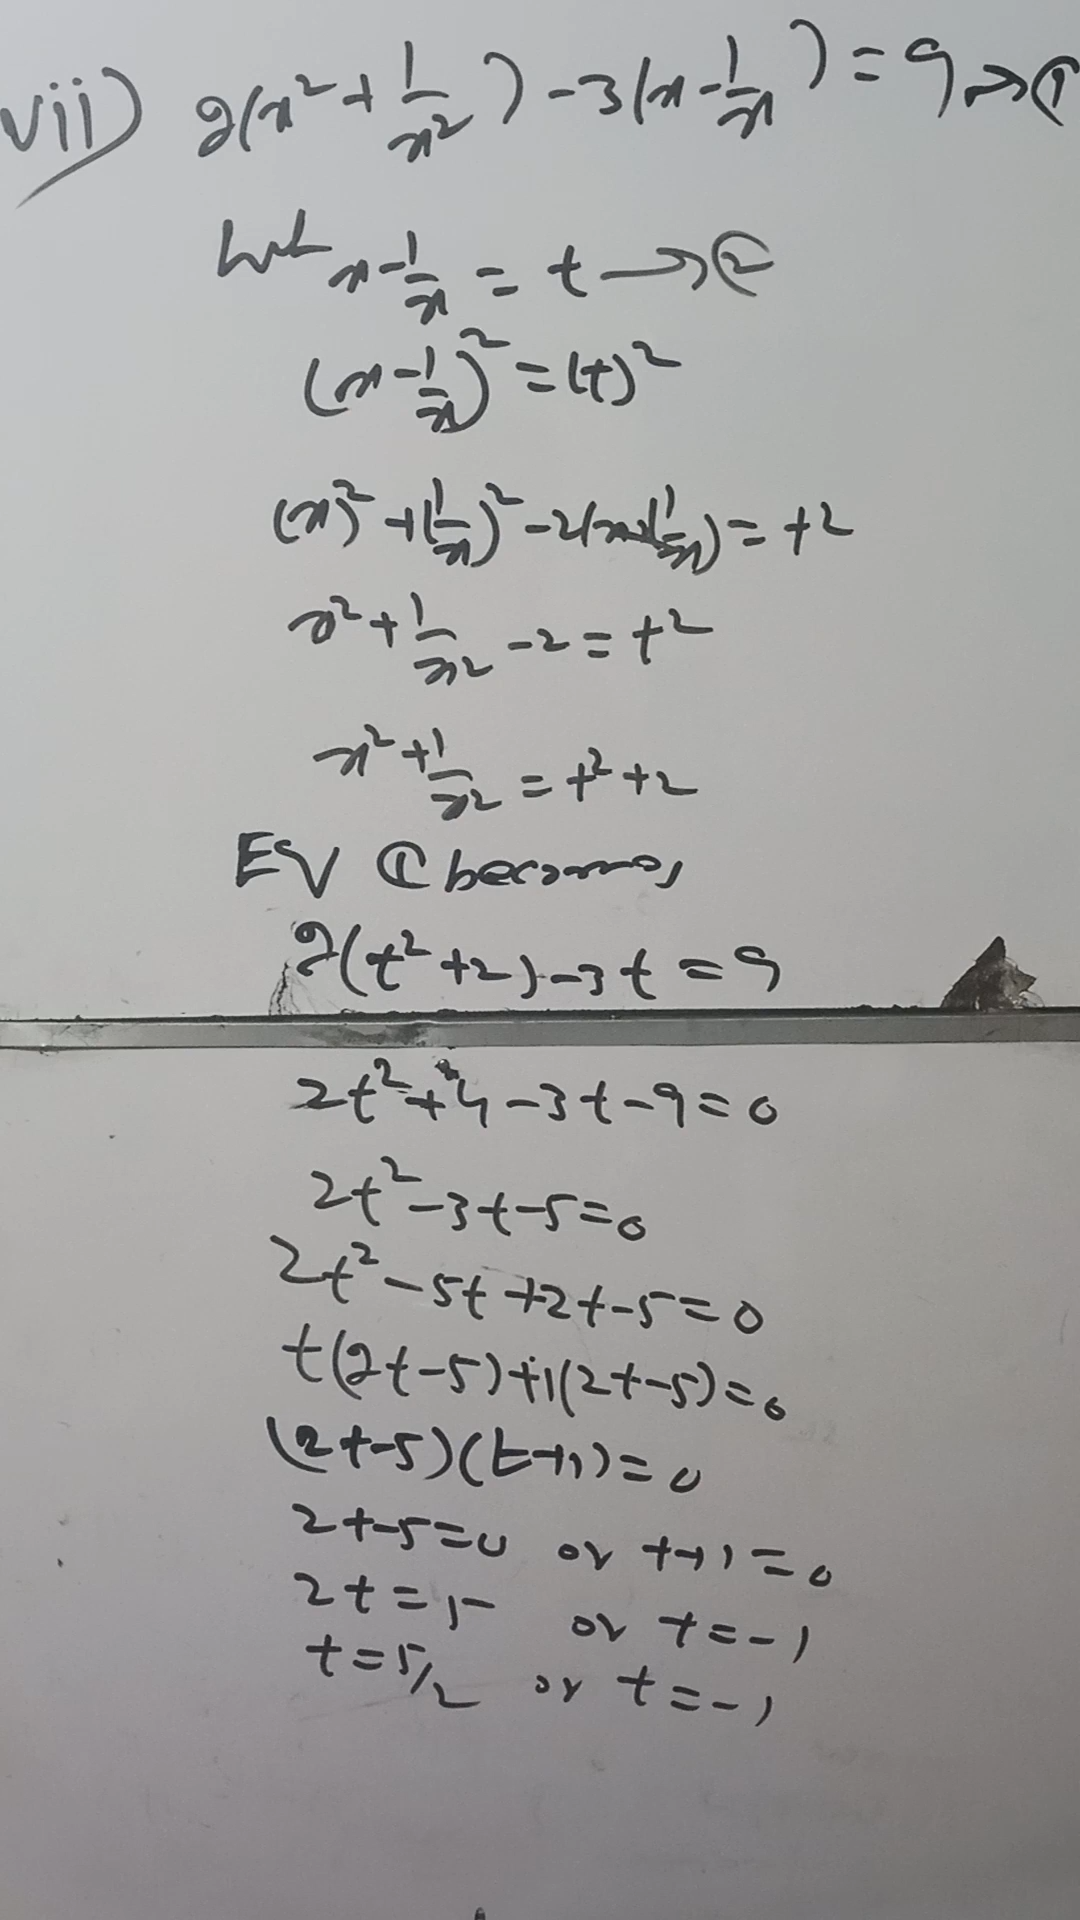 vii) 2(x² + 1/x²) - 3(x - 1/x) = 9 → ①
Let x - 1/x = t → ②
(x - 1/x)² = (t)²
(x)² + (1/x)² - 2(x)(1/x) = t²
x² + 1/x² - 2 = t²
x² + 1/x² = t² + 2
EV ① becomes
2(t² + 2) - 3t = 9
2t² + 4 - 3t - 9 = 0
2t² - 3t - 5 = 0
2t² - 5t + 2t - 5 = 0
t(2t - 5) + 1(2t - 5) = 0
(2t - 5)(t + 1) = 0
2t - 5 = 0 or t + 1 = 0
2t = 5 or t = -1
t = 5/2 or t = -1